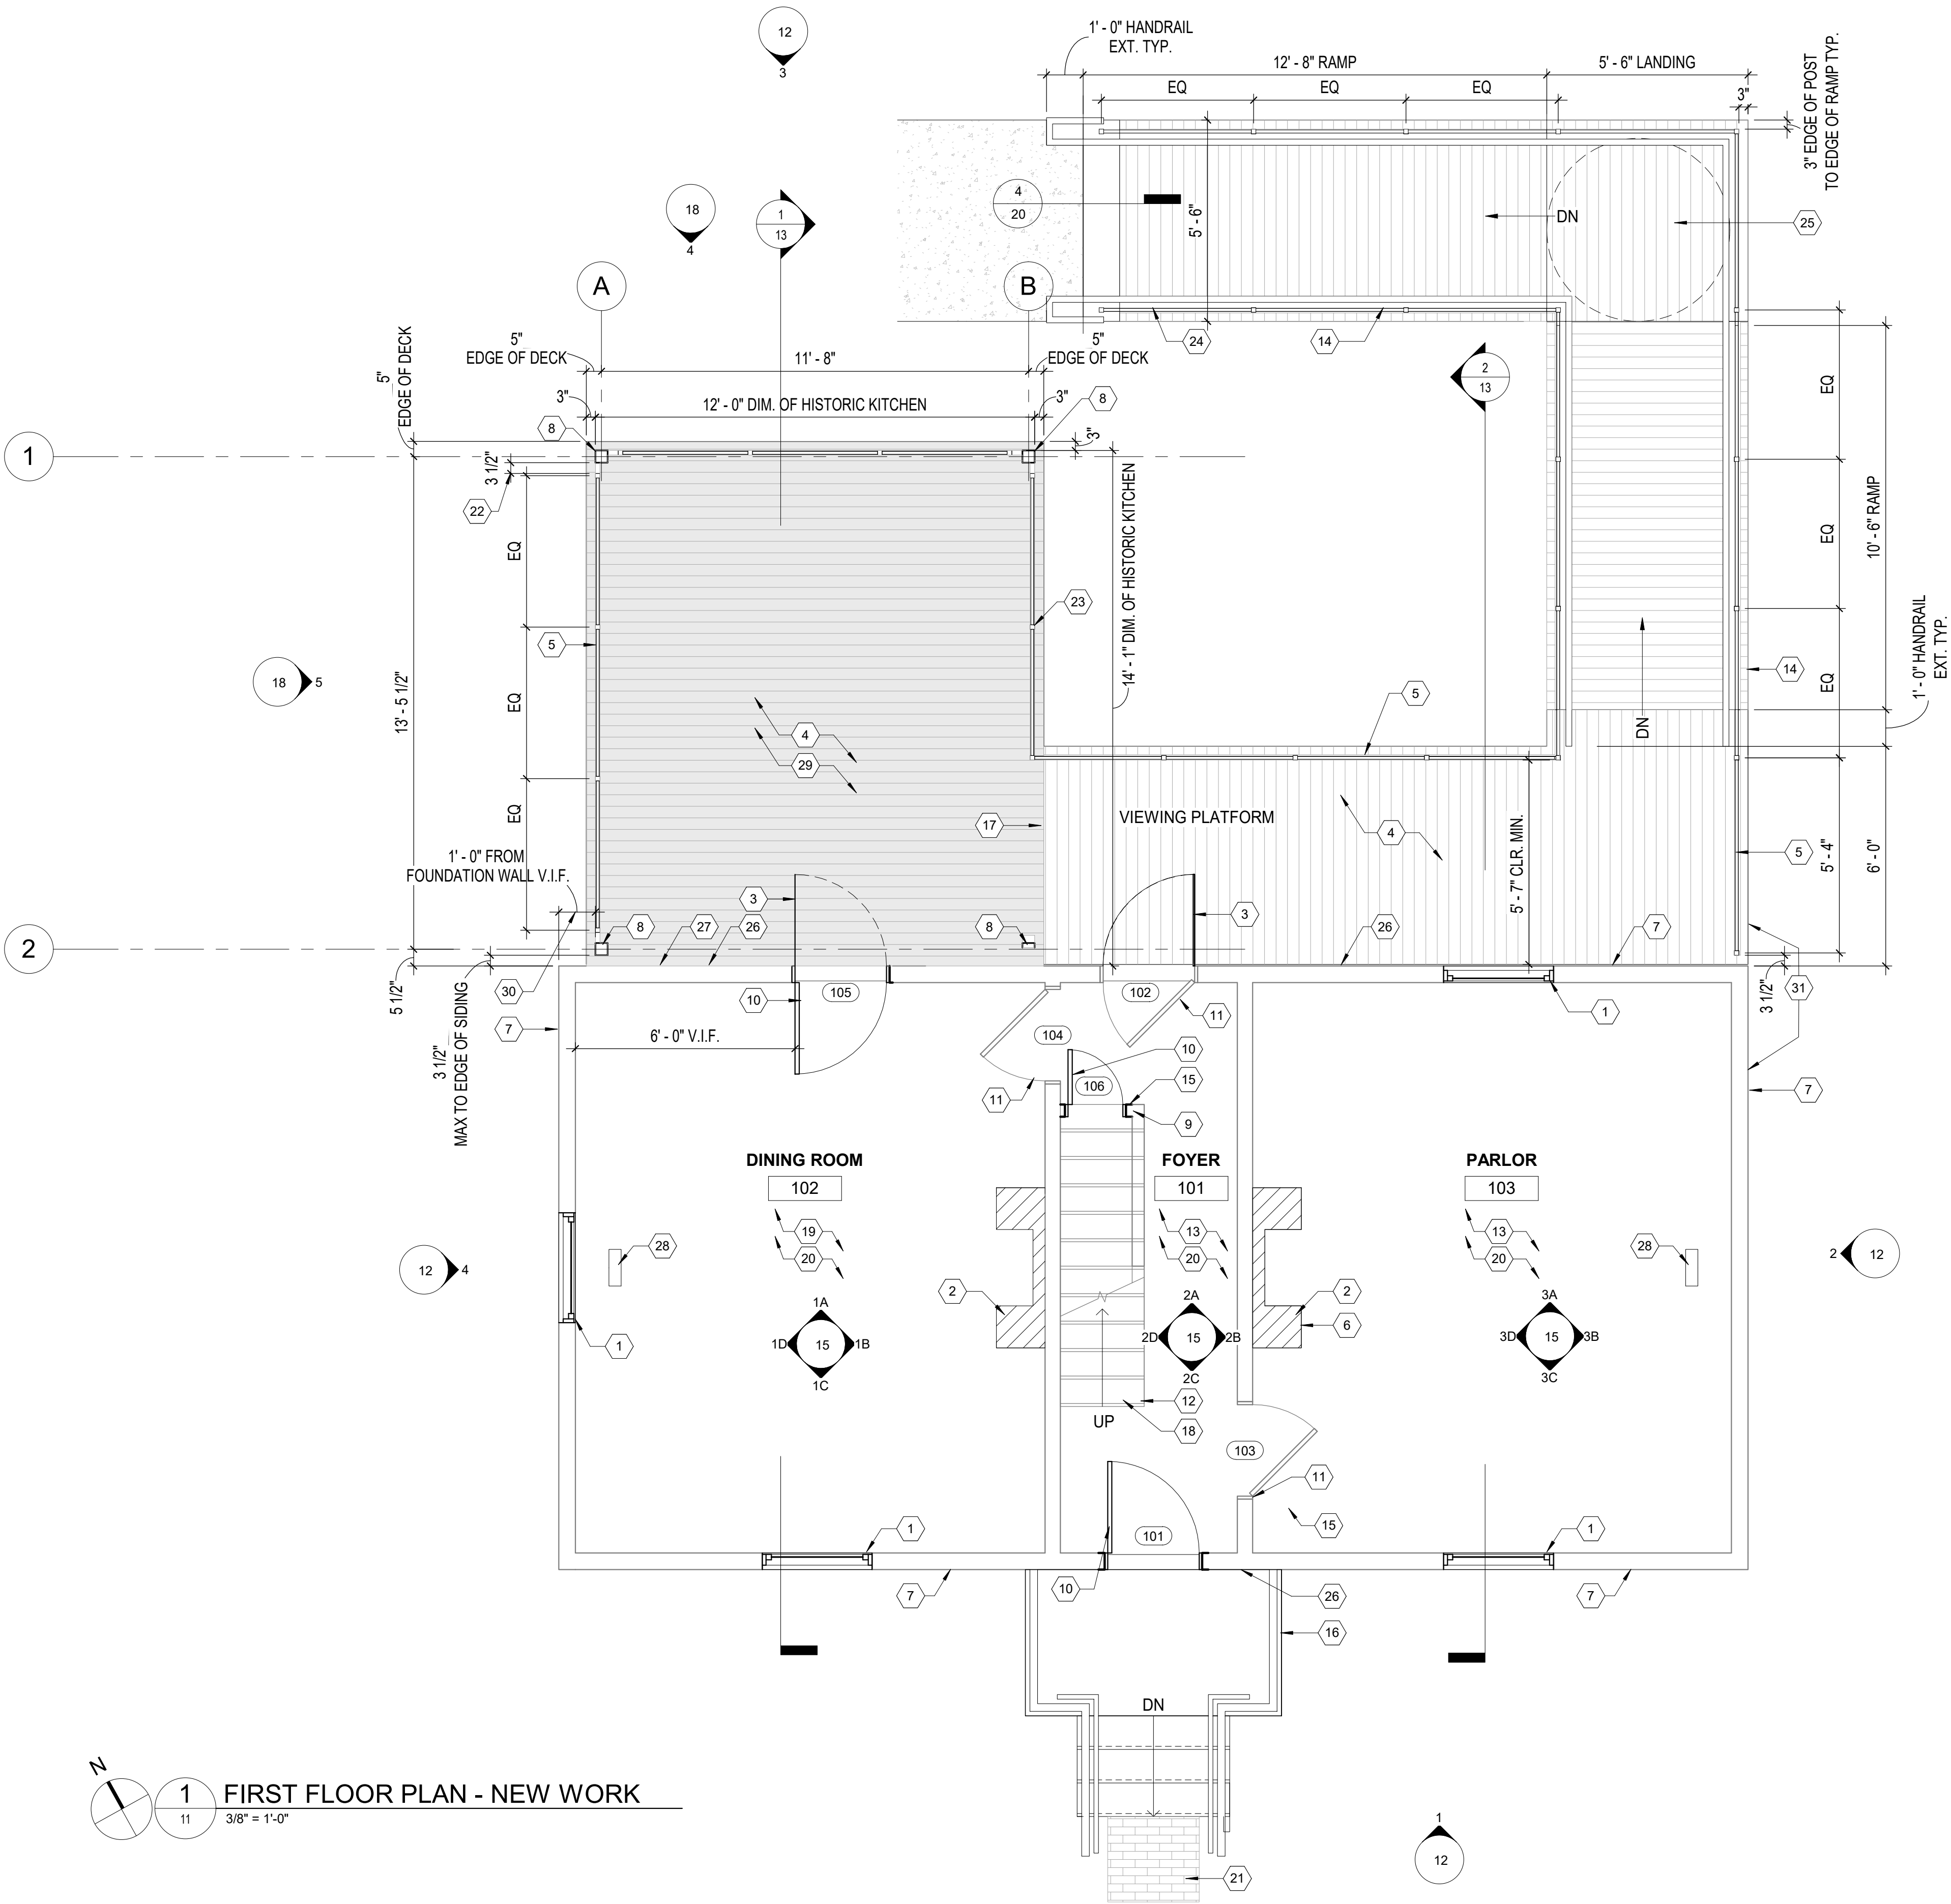 12
3
1' - 0" HANDRAIL
EXT. TYP.
12' - 8" RAMP
5' - 6" LANDING
3" EDGE OF POST
TO EDGE OF RAMP TYP.
EQ
EQ
EQ
3"
18
4
1
13
4
20
5' - 6"
DN
25
A
B
5"
EDGE OF DECK
5"
EDGE OF DECK
11' - 8"
5"
EDGE OF DECK
24
14
2
13
3"
12' - 0" DIM. OF HISTORIC KITCHEN
3"
8
8
3"
1
3 1/2"
22
EQ
EQ
EQ
14' - 1" DIM. OF HISTORIC KITCHEN
EQ
EQ
EQ
10' - 6" RAMP
1' - 0" HANDRAIL
EXT. TYP.
23
5
18
5
13' - 5 1/2"
5
14
DN
4
29
17
VIEWING PLATFORM
4
5' - 7" CLR. MIN.
5
5' - 4"
6' - 0"
1' - 0" FROM
FOUNDATION WALL V.I.F.
3
3
2
8
27
26
8
26
7
5 1/2"
30
7
3 1/2"
MAX TO EDGE OF SIDING
10
105
102
11
1
3 1/2"
31
6' - 0" V.I.F.
104
10
106
15
11
9
7
DINING ROOM
102
FOYER
101
PARLOR
103
19
20
13
20
13
20
28
28
12
4
2
12
2
2
6
1A
1D
15
1B
1C
2A
2D
15
2B
2C
3A
3D
15
3B
3C
1
12
18
UP
103
11
15
1
101
1
7
10
26
7
16
DN
N
1
11
FIRST FLOOR PLAN - NEW WORK
3/8" = 1'-0"
1
12
21